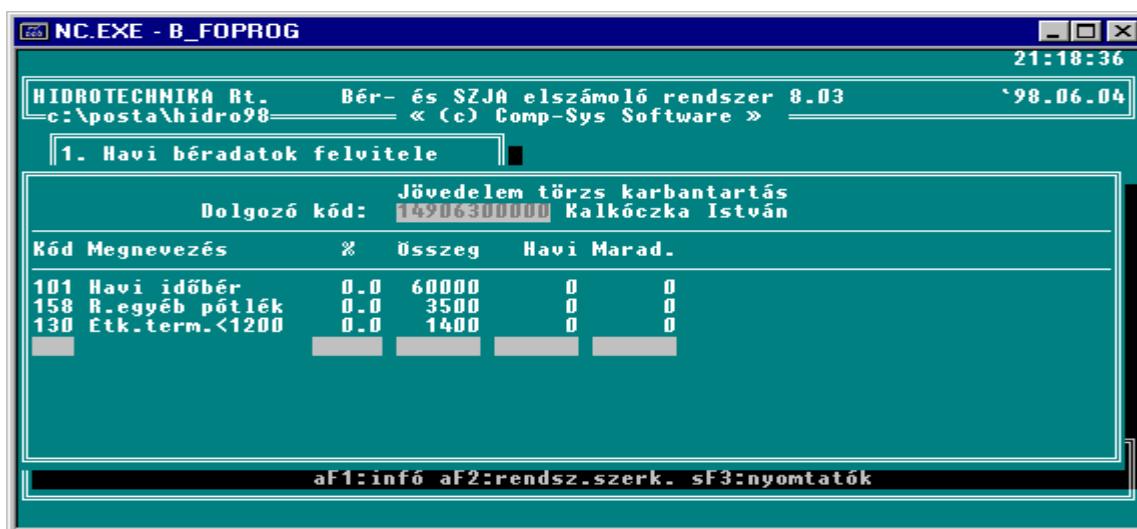 NC.EXE - B_FOPROG
21:18:36
HIDROTECHNIKA Rt. Bér- és SZJA elszámoló rendszer 8.03 `98.06.04
c:\posta\hidro98 « (c) Comp-Sys Software »
1. Havi béradatok felvitele
Jövedelem törzs karbantartás
Dolgozó kód: 14906300000 Kalkóczka István
Kód Megnevezés % Összeg Havi Marad.
101 Havi időbér 0.0 60000 0 0
158 R.egyéb pótlék 0.0 3500 0 0
130 Étk.term.<1200 0.0 1400 0 0
aF1:infó aF2:rendsz.szerk. sF3:nyomtatók